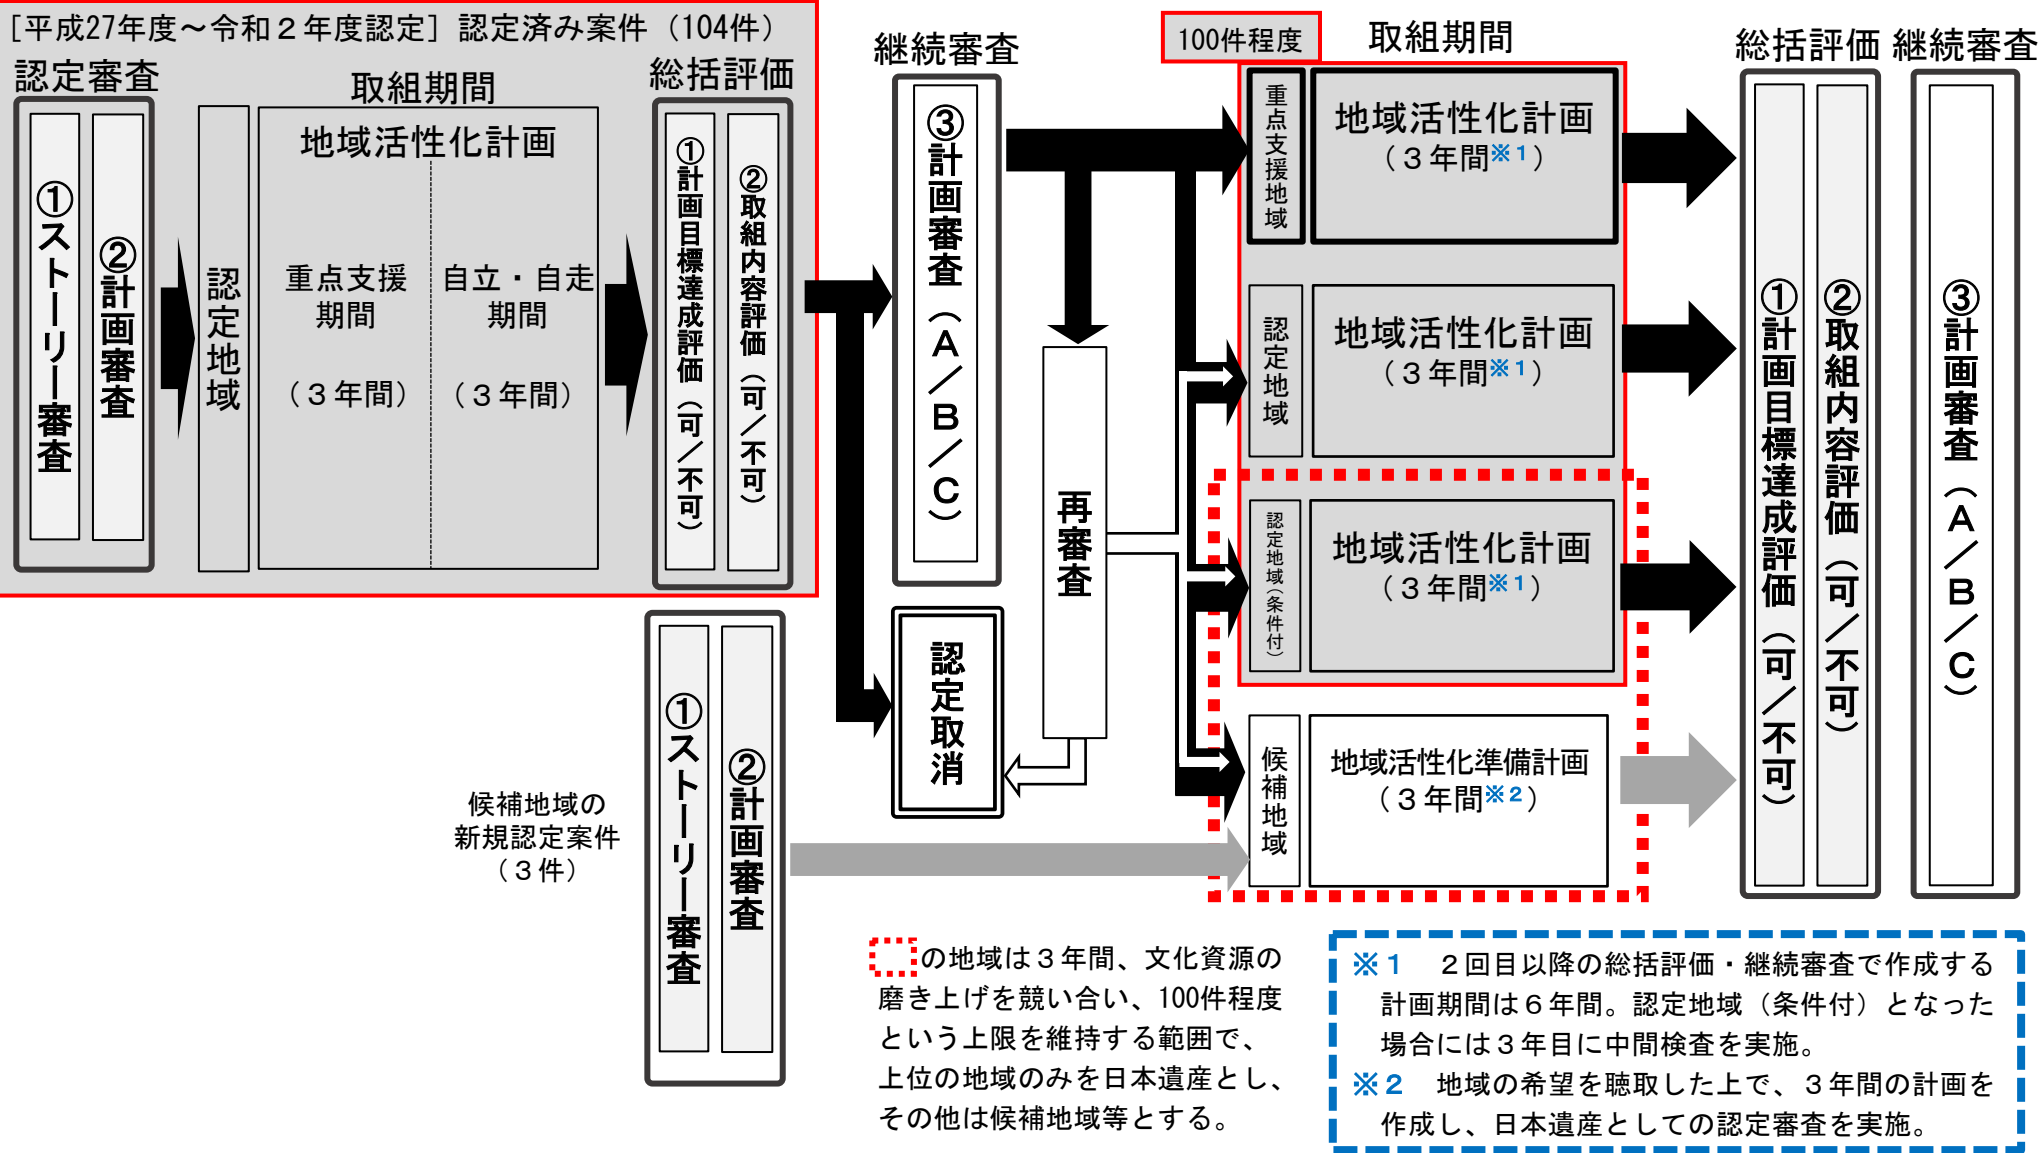 ［平成27年度～令和２年度認定］認定済み案件（104件）
認定審査
①ストーリー審査
②計画審査
認定地域
取組期間
地域活性化計画
重点支援
期間
（３年間）
自立・自走
期間
（３年間）
総括評価
①計画目標達成評価（可／不可）
②取組内容評価（可／不可）
継続審査
③計画審査（Ａ／Ｂ／Ｃ）
認定取消
再審査
100件程度
取組期間
重点支援地域
地域活性化計画
（３年間※１）
認定地域
地域活性化計画
（３年間※１）
認定地域（条件付）
地域活性化計画
（３年間※１）
候補地域
地域活性化準備計画
（３年間※２）
総括評価
①計画目標達成評価（可／不可）
②取組内容評価（可／不可）
継続審査
③計画審査（Ａ／Ｂ／Ｃ）
候補地域の
新規認定案件
（３件）
①ストーリー審査
②計画審査
の地域は３年間、文化資源の
磨き上げを競い合い、100件程度
という上限を維持する範囲で、
上位の地域のみを日本遺産とし、
その他は候補地域等とする。
※１　２回目以降の総括評価・継続審査で作成する
計画期間は６年間。認定地域（条件付）となった
場合には３年目に中間検査を実施。
※２　地域の希望を聴取した上で、３年間の計画を
作成し、日本遺産としての認定審査を実施。